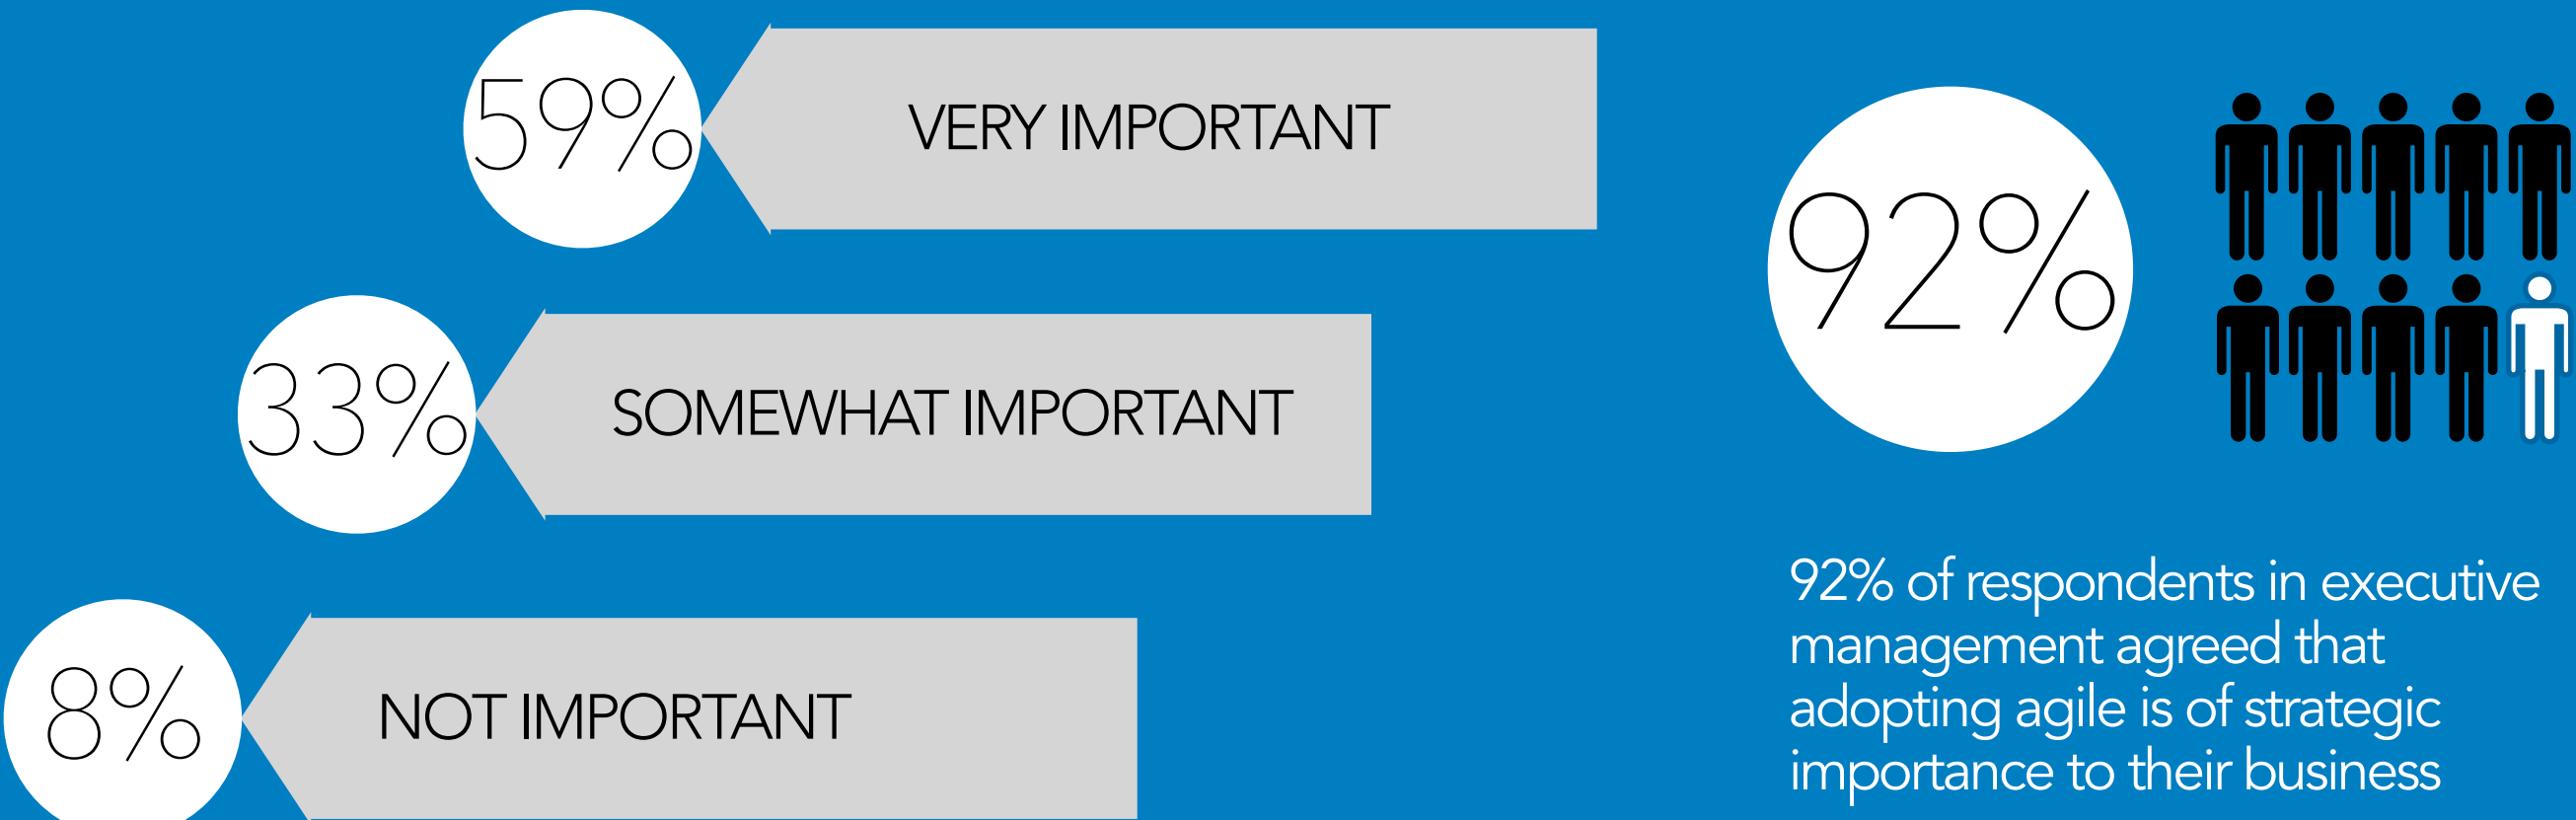 59%
VERY IMPORTANT
33%
SOMEWHAT IMPORTANT
8%
NOT IMPORTANT
92%
92% of respondents in executive
management agreed that
adopting agile is of strategic
importance to their business